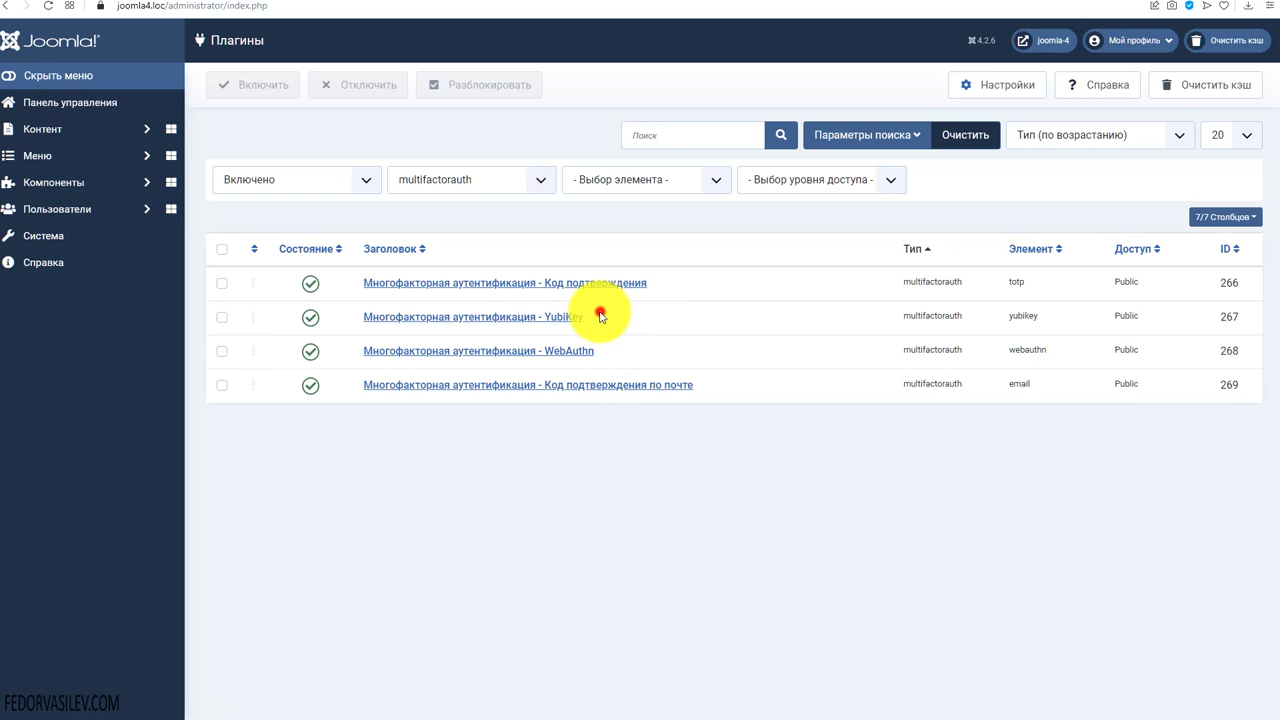 joomla4.loc/administrator/index.php
Joomla!
Плагины
4.2.6
joomla-4
Мой профиль
Очистить кэш
Скрыть меню
Панель управления
Контент
Меню
Компоненты
Пользователи
Система
Справка
Включить
Отключить
Разблокировать
Настройки
Справка
Очистить кэш
Поиск
Параметры поиска
Очистить
Тип (по возрастанию)
20
Включено
multifactorauth
- Выбор элемента -
- Выбор уровня доступа -
7/7 Столбцов
Состояние Заголовок Тип Элемент Доступ ID
Многофакторная аутентификация - Код подтверждения multifactorauth totp Public 266
Многофакторная аутентификация - YubiKey multifactorauth yubikey Public 267
Многофакторная аутентификация - WebAuthn multifactorauth webauthn Public 268
Многофакторная аутентификация - Код подтверждения по почте multifactorauth email Public 269
FEDORVASILEV.COM